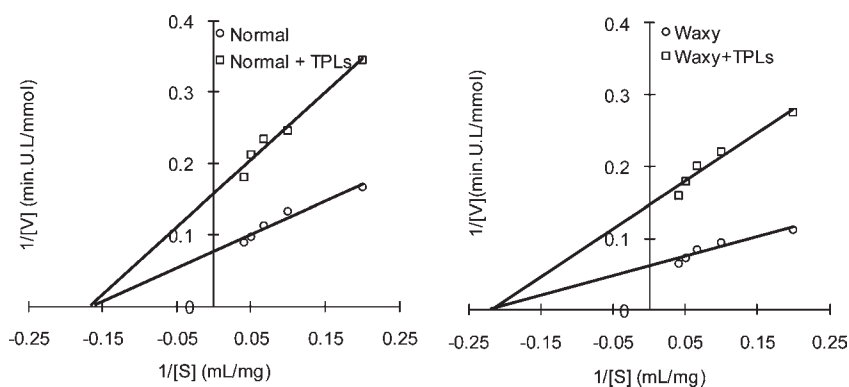 0.4
Normal
Normal + TPLs
0.3
0.2
0.1
0
1/[V] (min.U.L/mmol)
-0.25 -0.15 -0.05 0.05 0.15 0.25
1/[S] (mL/mg)
0.4
Waxy
Waxy+TPLs
0.3
0.2
0.1
0
1/[V](min.U.L/mmol)
-0.25 -0.15 -0.05 0.05 0.15 0.25
1/[S] (mL/mg)